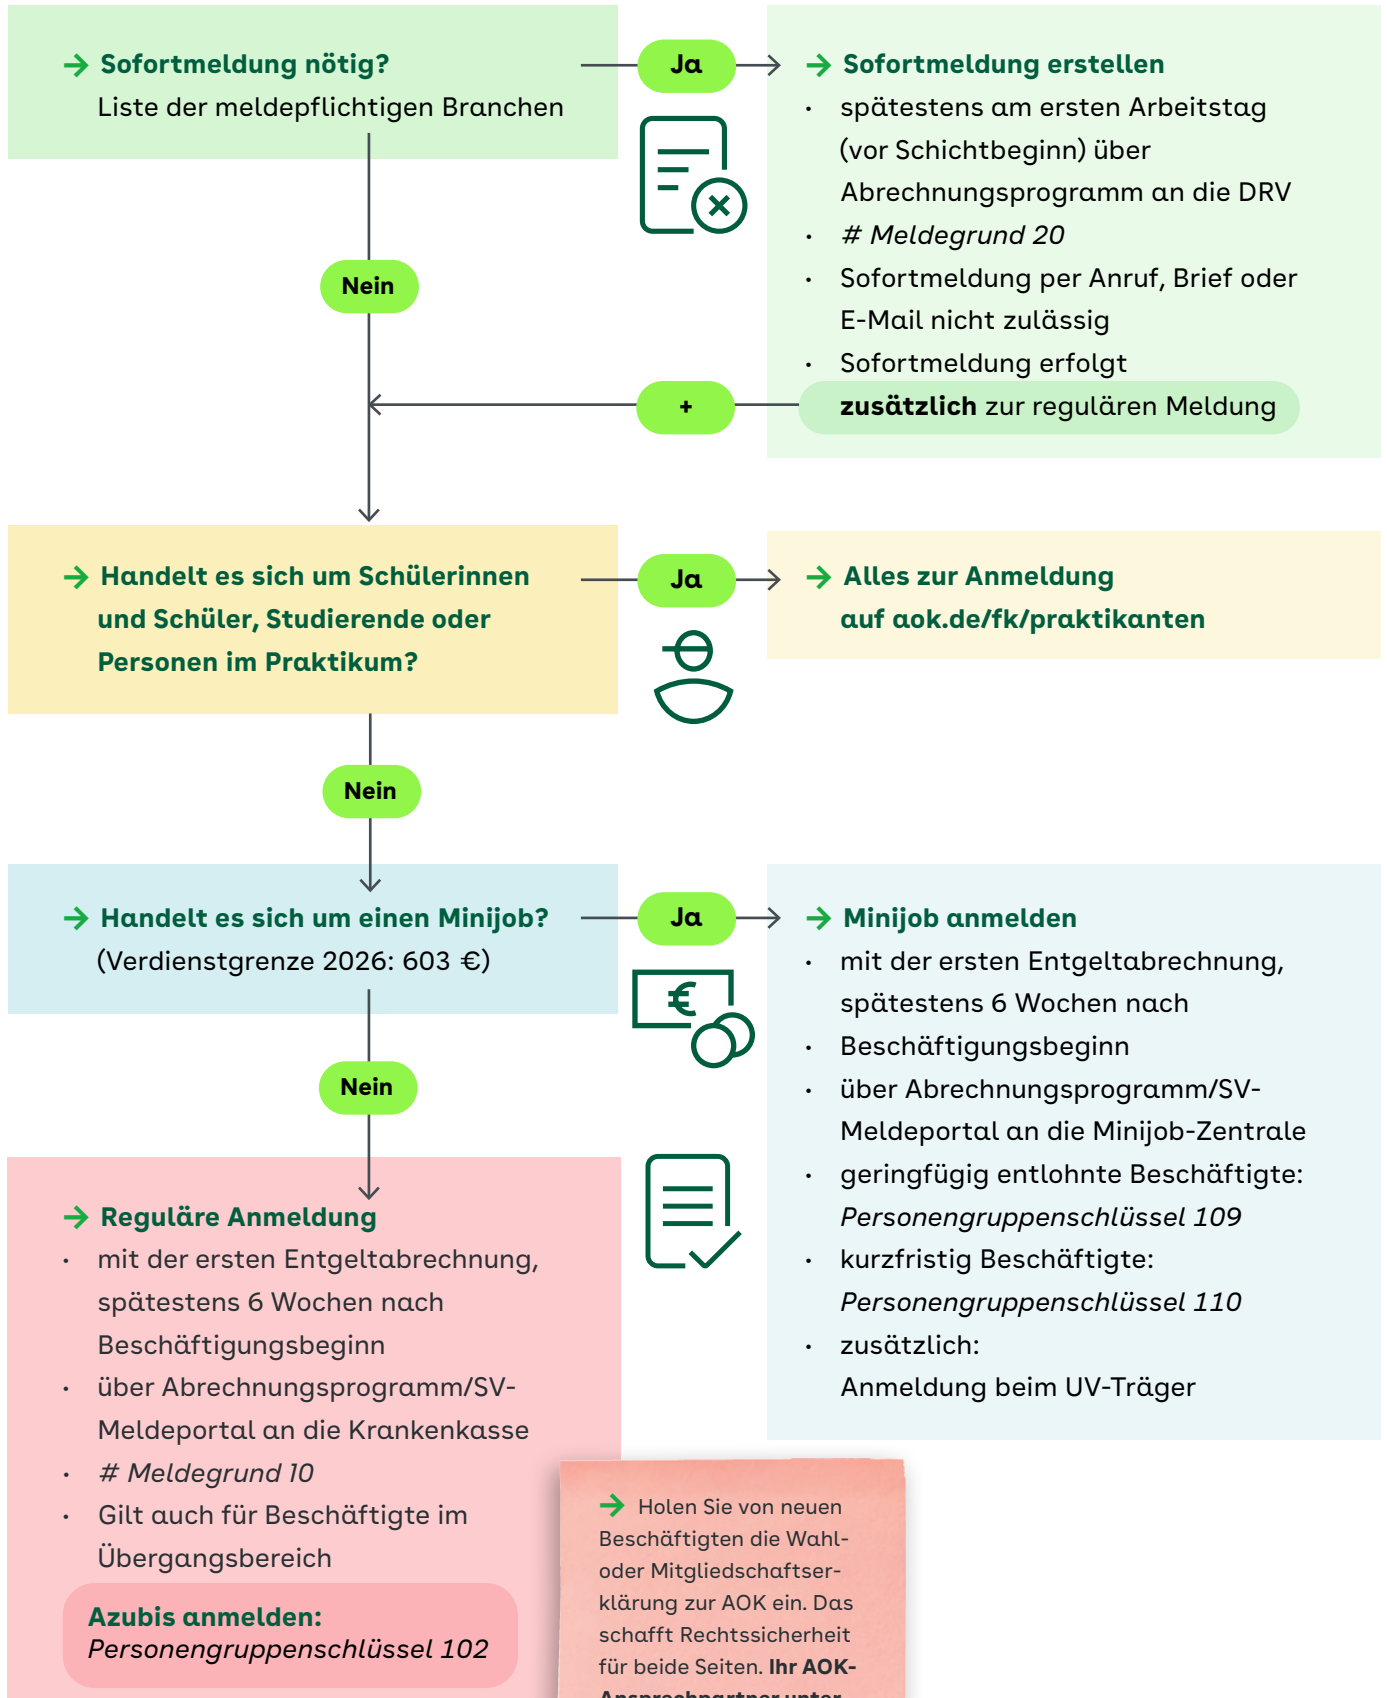 → Sofortmeldung nötig?
Liste der meldepflichtigen Branchen
Ja
→ Sofortmeldung erstellen
· spätestens am ersten Arbeitstag
(vor Schichtbeginn) über
Abrechnungsprogramm an die DRV
· # Meldegrund 20
· Sofortmeldung per Anruf, Brief oder
E-Mail nicht zulässig
· Sofortmeldung erfolgt
zusätzlich zur regulären Meldung
Nein
+
→ Handelt es sich um Schülerinnen
und Schüler, Studierende oder
Personen im Praktikum?
Ja
→ Alles zur Anmeldung
auf aok.de/fk/praktikanten
Nein
→ Handelt es sich um einen Minijob?
(Verdienstgrenze 2026: 603 €)
Ja
€
→ Minijob anmelden
· mit der ersten Entgeltabrechnung,
spätestens 6 Wochen nach
· Beschäftigungsbeginn
· über Abrechnungsprogramm/SV-
Meldeportal an die Minijob-Zentrale
· geringfügig entlohnte Beschäftigte:
Personengruppenschlüssel 109
· kurzfristig Beschäftigte:
Personengruppenschlüssel 110
· zusätzlich:
Anmeldung beim UV-Träger
Nein
→ Reguläre Anmeldung
· mit der ersten Entgeltabrechnung,
spätestens 6 Wochen nach
Beschäftigungsbeginn
· über Abrechnungsprogramm/SV-
Meldeportal an die Krankenkasse
· # Meldegrund 10
· Gilt auch für Beschäftigte im
Übergangsbereich
Azubis anmelden:
Personengruppenschlüssel 102
→ Holen Sie von neuen
Beschäftigten die Wahl-
oder Mitgliedschaftser-
klärung zur AOK ein. Das
schafft Rechtssicherheit
für beide Seiten. Ihr AOK-
Ansprechpartner unter